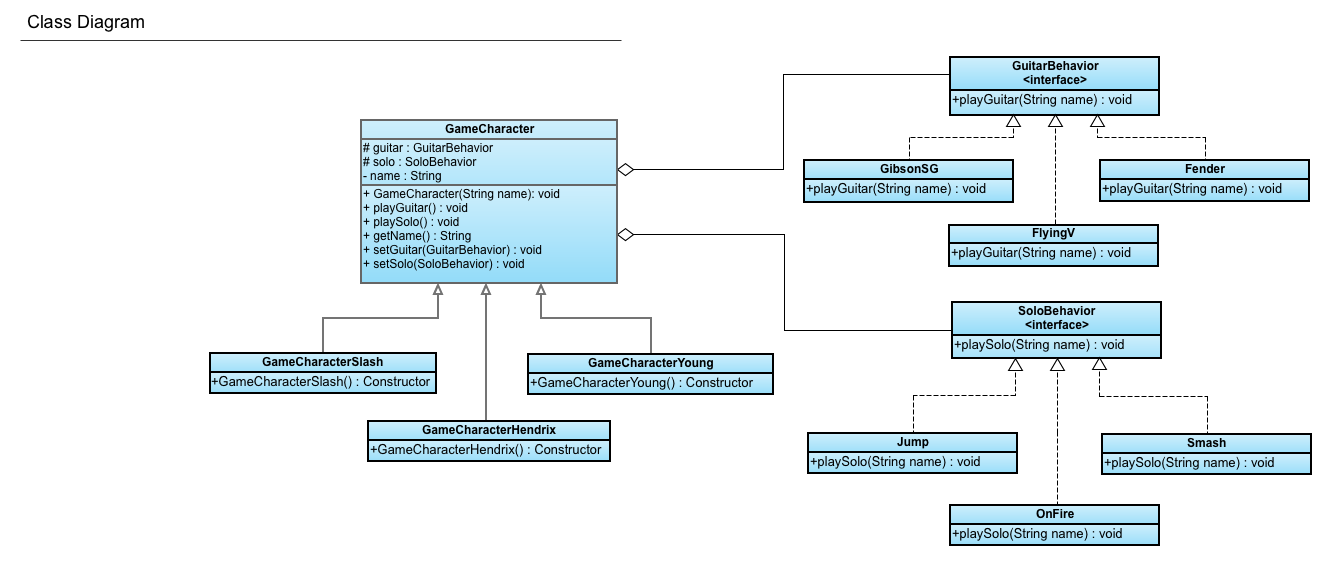 Class Diagram
GameCharacter
# guitar : GuitarBehavior
# solo : SoloBehavior
- name : String
+ GameCharacter(String name): void
+ playGuitar() : void
+ playSolo() : void
+ getName() : String
+ setGuitar(GuitarBehavior) : void
+ setSolo(SoloBehavior) : void
GameCharacterSlash
+GameCharacterSlash() : Constructor
GameCharacterYoung
+GameCharacterYoung() : Constructor
GameCharacterHendrix
+GameCharacterHendrix() : Constructor
GuitarBehavior
<interface>
+playGuitar(String name) : void
GibsonSG
+playGuitar(String name) : void
Fender
+playGuitar(String name) : void
FlyingV
+playGuitar(String name) : void
SoloBehavior
<interface>
+playSolo(String name) : void
Jump
+playSolo(String name) : void
Smash
+playSolo(String name) : void
OnFire
+playSolo(String name) : void